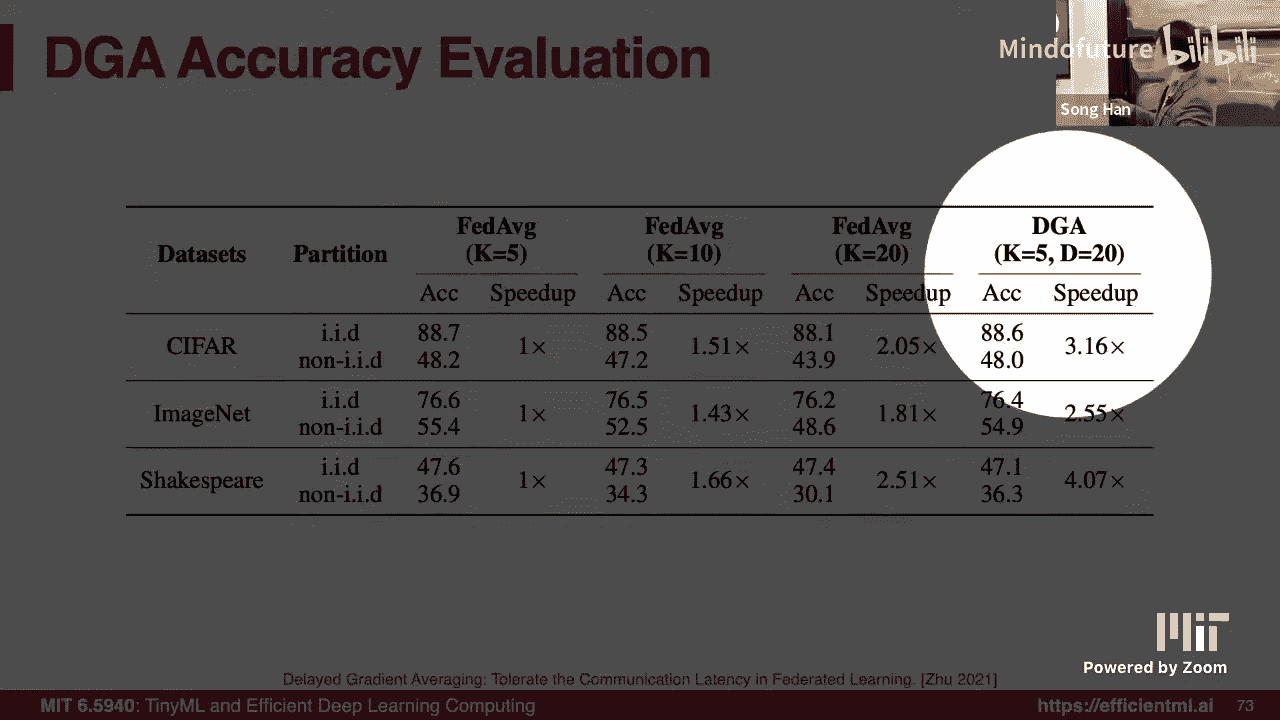 DGA Accuracy Evaluation
Mindofuture bilibili
Song Han
FedAvg FedAvg FedAvg DGA
Datasets Partition (K=5) (K=10) (K=20) (K=5, D=20)
Acc Speedup Acc Speedup Acc Speedup Acc Speedup
CIFAR i.i.d 88.7 1× 88.5 1.51× 88.1 2.05× 88.6 3.16×
non-i.i.d 48.2 47.2 43.9 48.0
ImageNet i.i.d 76.6 1× 76.5 1.43× 76.2 1.81× 76.4 2.55×
non-i.i.d 55.4 52.5 48.6 54.9
Shakespeare i.i.d 47.6 1× 47.3 1.66× 47.4 2.51× 47.1 4.07×
non-i.i.d 36.9 34.3 30.1 36.3
MIT
Powered by Zoom
Delayed Gradient Averaging: Tolerate the Communication Latency in Federated Learning. [Zhu 2021]
MIT 6.5940: TinyML and Efficient Deep Learning Computing https://efficientml.ai 73